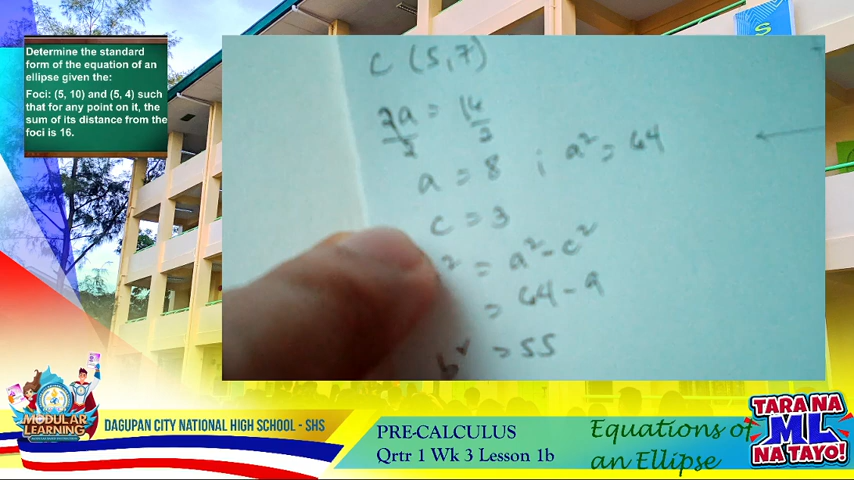 Determine the standard
form of the equation of an
ellipse given the:
Foci: (5, 10) and (5, 4) such
that for any point on it, the
sum of its distance from the
foci is 16.
C (5,7)
2a/2 = 16/2
a = 8 ; a² = 64
c = 3
² = a² - c²
= 64 - 9
b² = 55
S
MODULAR
LEARNING
DAGUPAN CITY NATIONAL HIGH SCHOOL - SHS
PRE-CALCULUS
Qrtr 1 Wk 3 Lesson 1b
Equations of
an Ellipse
TARA NA
ML
NA TAYO!